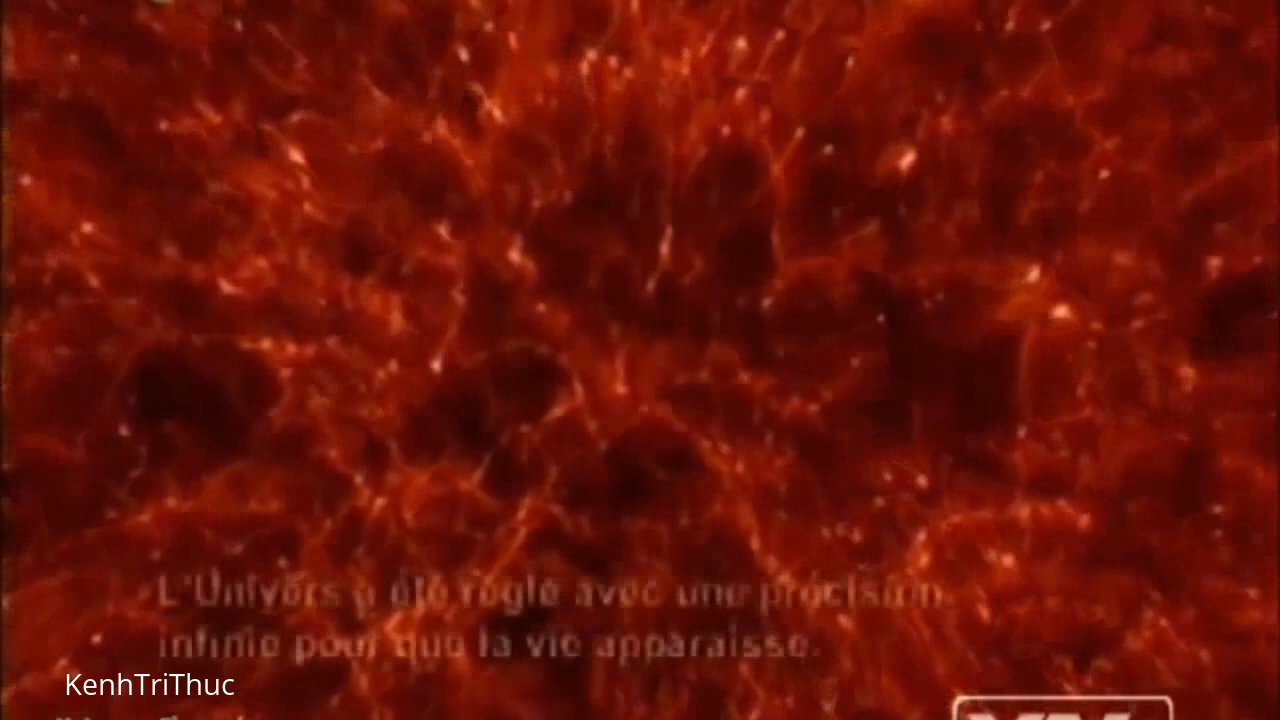 L'Univers a été réglé avec une précision
infinie pour que la vie apparaisse.
KenhTriThuc